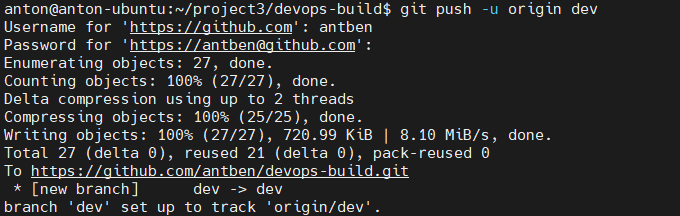 anton@anton-ubuntu:~/project3/devops-build$ git push -u origin dev
Username for 'https://github.com': antben
Password for 'https://antben@github.com':
Enumerating objects: 27, done.
Counting objects: 100% (27/27), done.
Delta compression using up to 2 threads
Compressing objects: 100% (25/25), done.
Writing objects: 100% (27/27), 720.99 KiB | 8.10 MiB/s, done.
Total 27 (delta 0), reused 21 (delta 0), pack-reused 0
To https://github.com/antben/devops-build.git
 * [new branch]      dev -> dev
branch 'dev' set up to track 'origin/dev'.